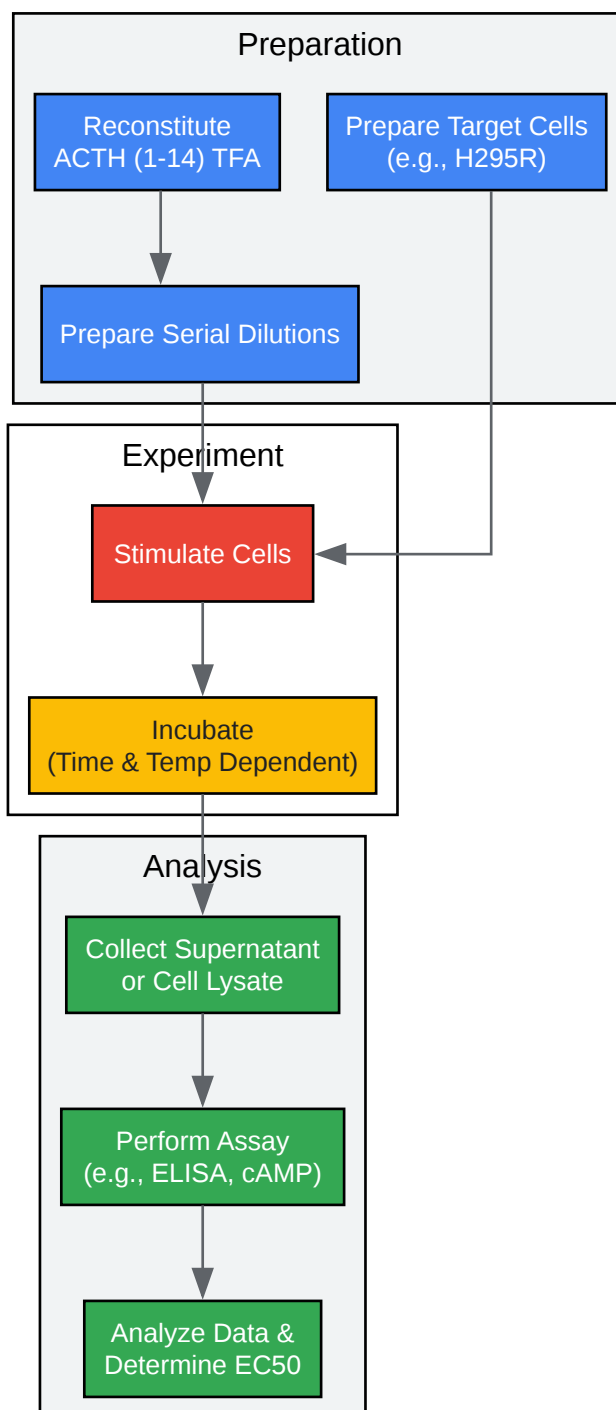 Preparation
Reconstitute
ACTH (1-14) TFA
Prepare Target Cells
(e.g., H295R)
Prepare Serial Dilutions
Experiment
Stimulate Cells
Incubate
(Time & Temp Dependent)
Analysis
Collect Supernatant
or Cell Lysate
Perform Assay
(e.g., ELISA, cAMP)
Analyze Data &
Determine EC50